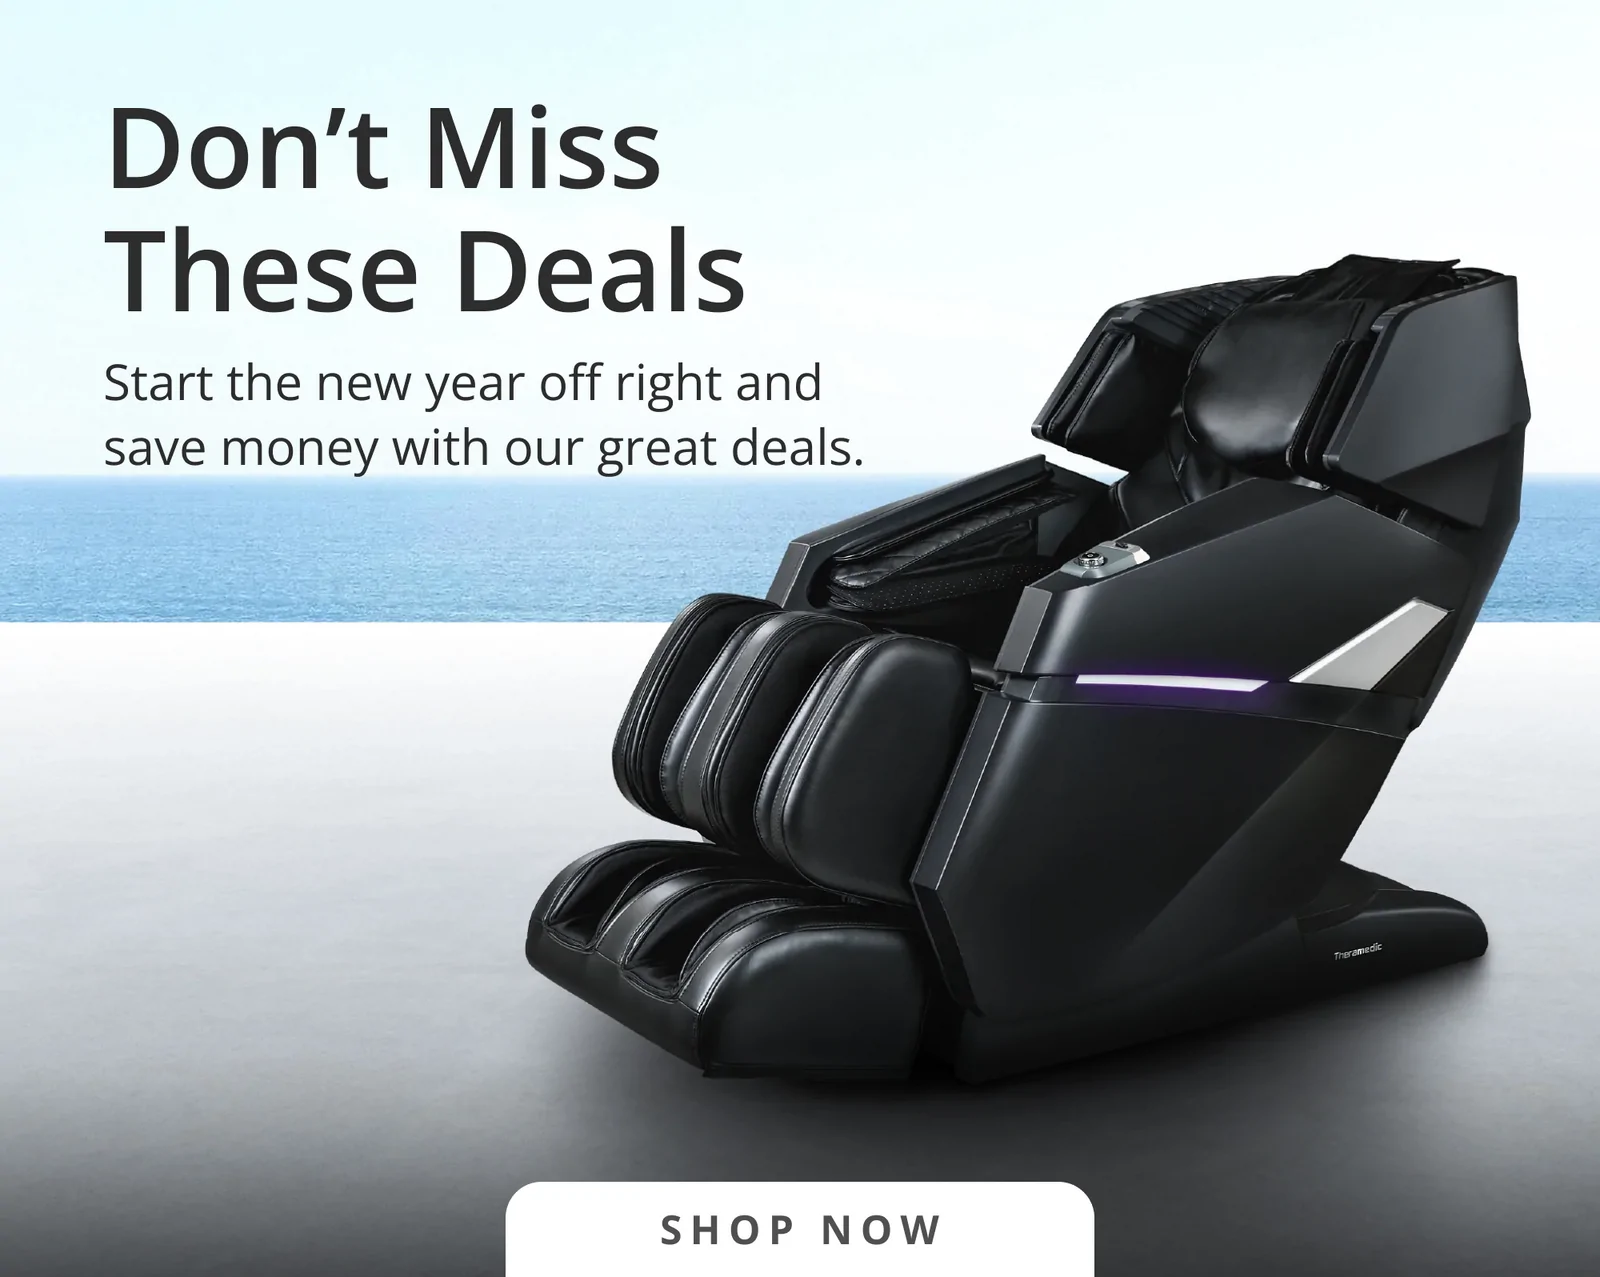 Don’t Miss
These Deals
Start the new year off right and
save money with our great deals.
Theramedic
SHOP NOW